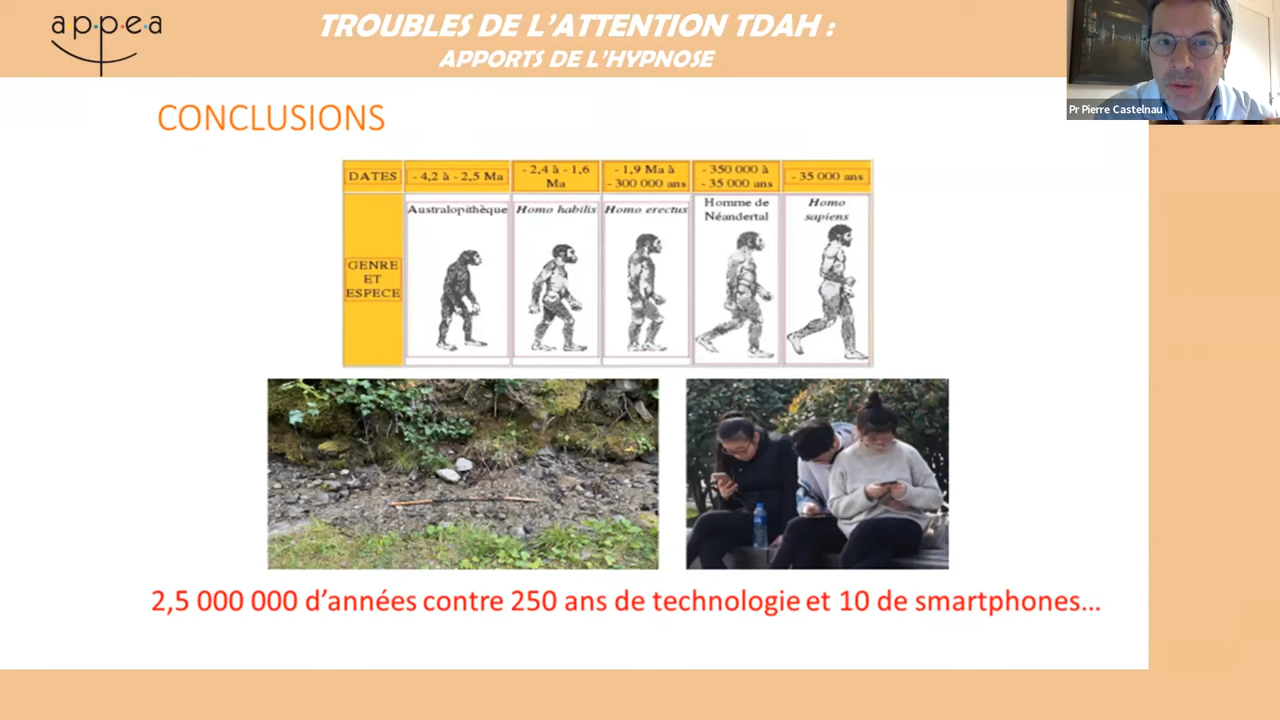 appea
TROUBLES DE L'ATTENTION TDAH :
APPORTS DE L'HYPNOSE
Pr Pierre Castelnau
CONCLUSIONS
DATES
- 4,2 à - 2,5 Ma
- 2,4 à - 1,6
Ma
- 1,9 Ma à
- 300 000 ans
- 350 000 à
- 35 000 ans
- 35 000 ans
GENRE
ET
ESPECE
Australopithèque
Homo habilis
Homo erectus
Homme de
Néandertal
Homo
sapiens
2,5 000 000 d'années contre 250 ans de technologie et 10 de smartphones...